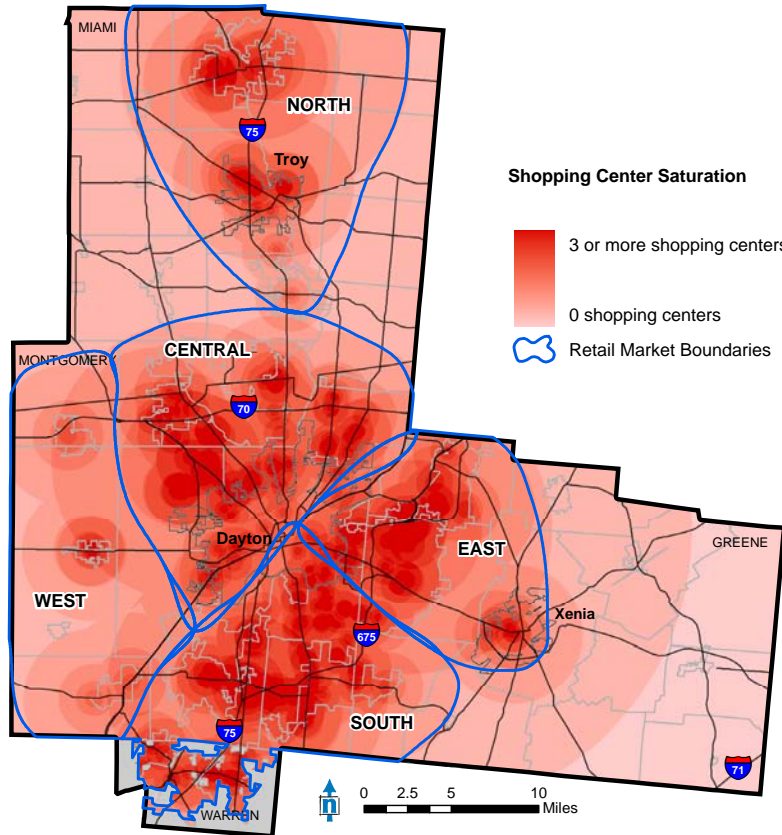 MIAMI
NORTH
75
Troy
Shopping Center Saturation
3 or more shopping centers
0 shopping centers
Retail Market Boundaries
CENTRAL
MONTGOMERY
70
Dayton
EAST
GREENE
WEST
Xenia
675
SOUTH
75
71
n
0 2.5 5 10
Miles
WARREN